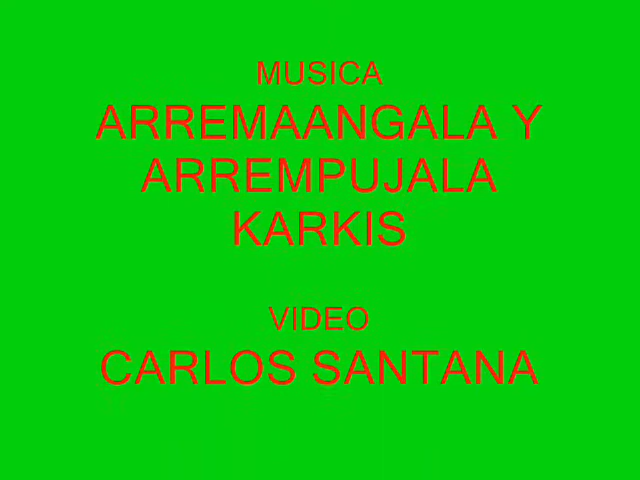 MUSICA
ARREMAANGALA Y
ARREMPUJALA
KARKIS
VIDEO
CARLOS SANTANA